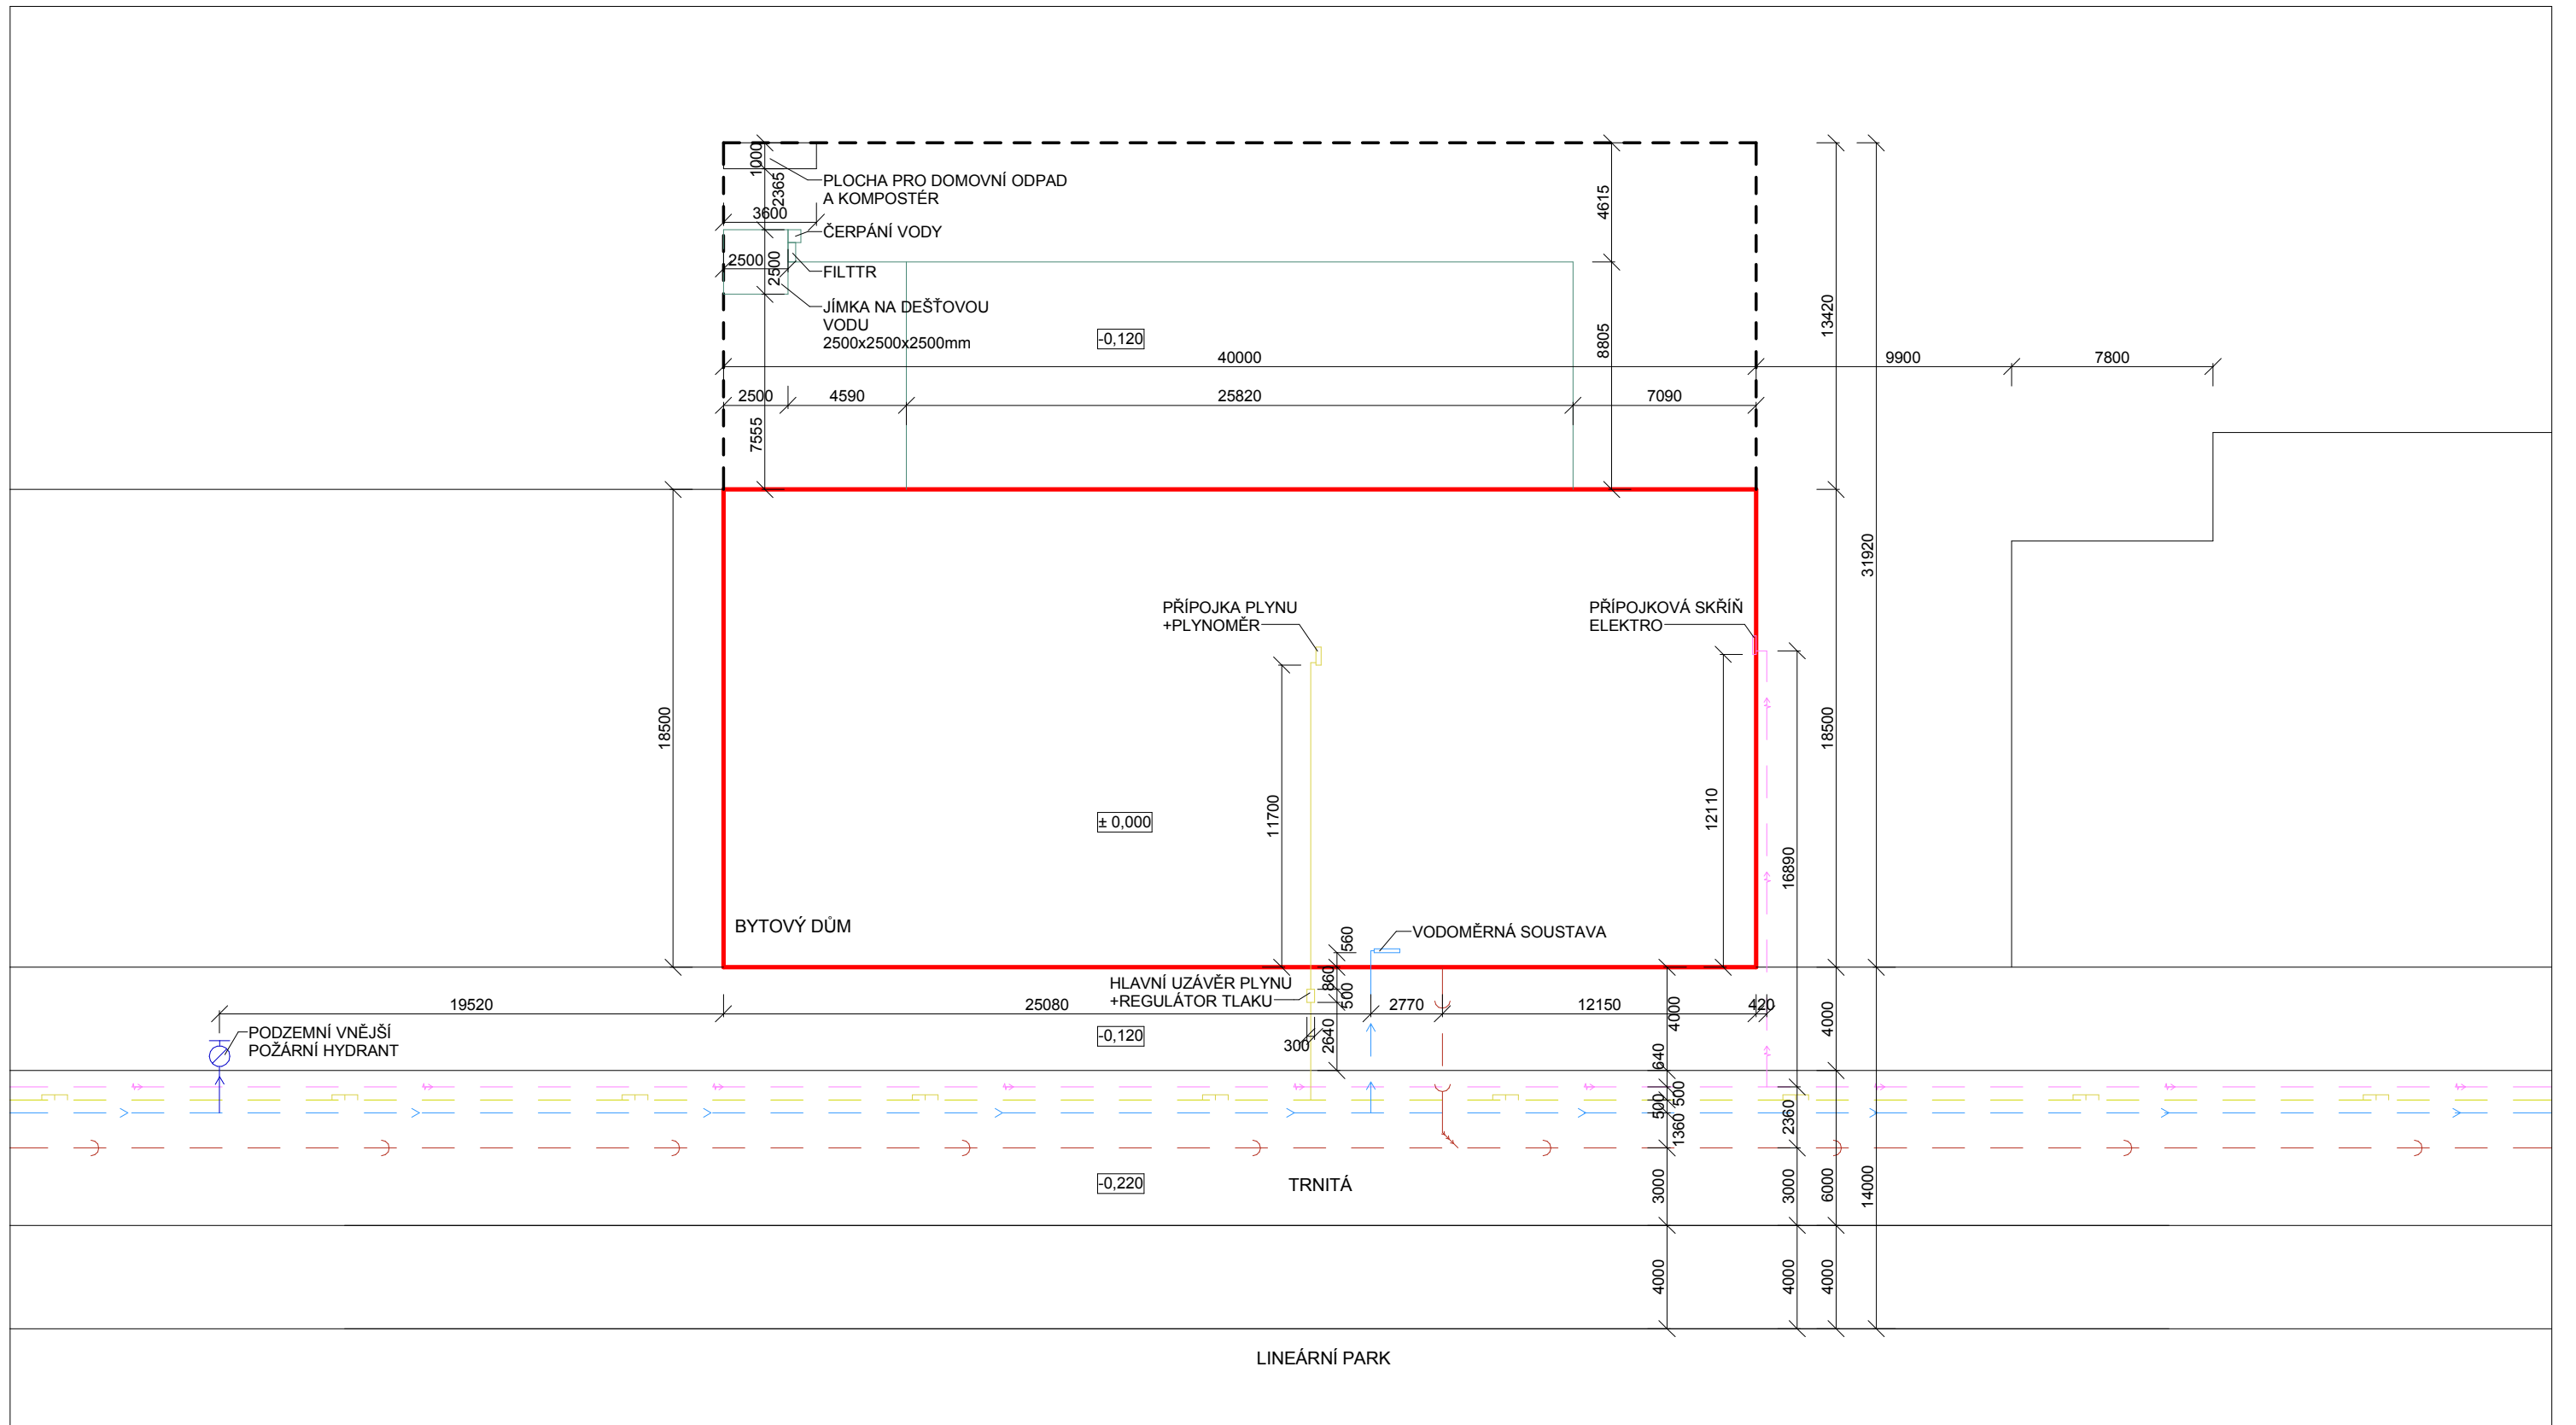 1000
2365
PLOCHA PRO DOMOVNÍ ODPAD
A KOMPOSTÉR
3600
ČERPÁNÍ VODY
2500
2500
FILTTR
JÍMKA NA DEŠŤOVOU
VODU
2500x2500x2500mm
4615
8805
13420
-0,120
40000
9900
7800
2500
4590
25820
7090
7555
31920
PŘÍPOJKA PLYNU
+PLYNOMĚR
PŘÍPOJKOVÁ SKŘÍŇ
ELEKTRO
18500
11700
12110
18500
16890
± 0,000
BYTOVÝ DŮM
560
VODOMĚRNÁ SOUSTAVA
860
HLAVNÍ UZÁVĚR PLYNU
+REGULÁTOR TLAKU
500
19520
25080
2770
12150
420
4000
4000
PODZEMNÍ VNĚJŠÍ
POŽÁRNÍ HYDRANT
-0,120
300
2640
640
500
500
1360
2360
-0,220
TRNITÁ
3000
3000
6000
14000
4000
4000
4000
LINEÁRNÍ PARK